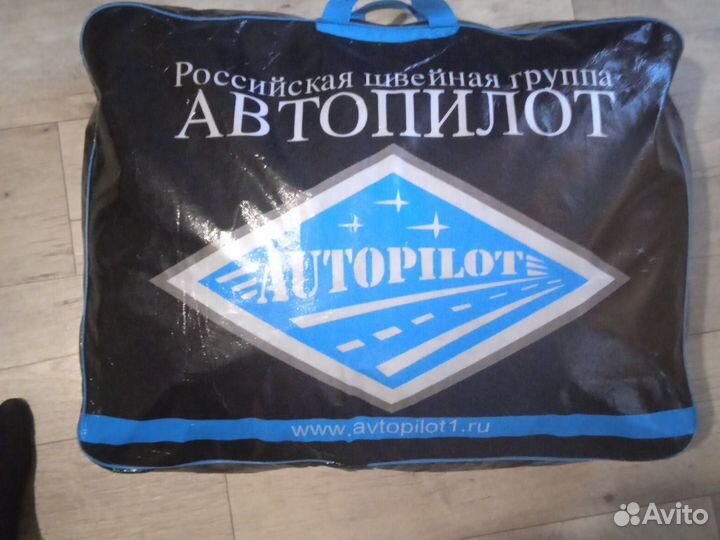 Российская швейная группа
АВТОПИЛОТ
AUTOPILOT
www.avtopilot1.ru
Avito